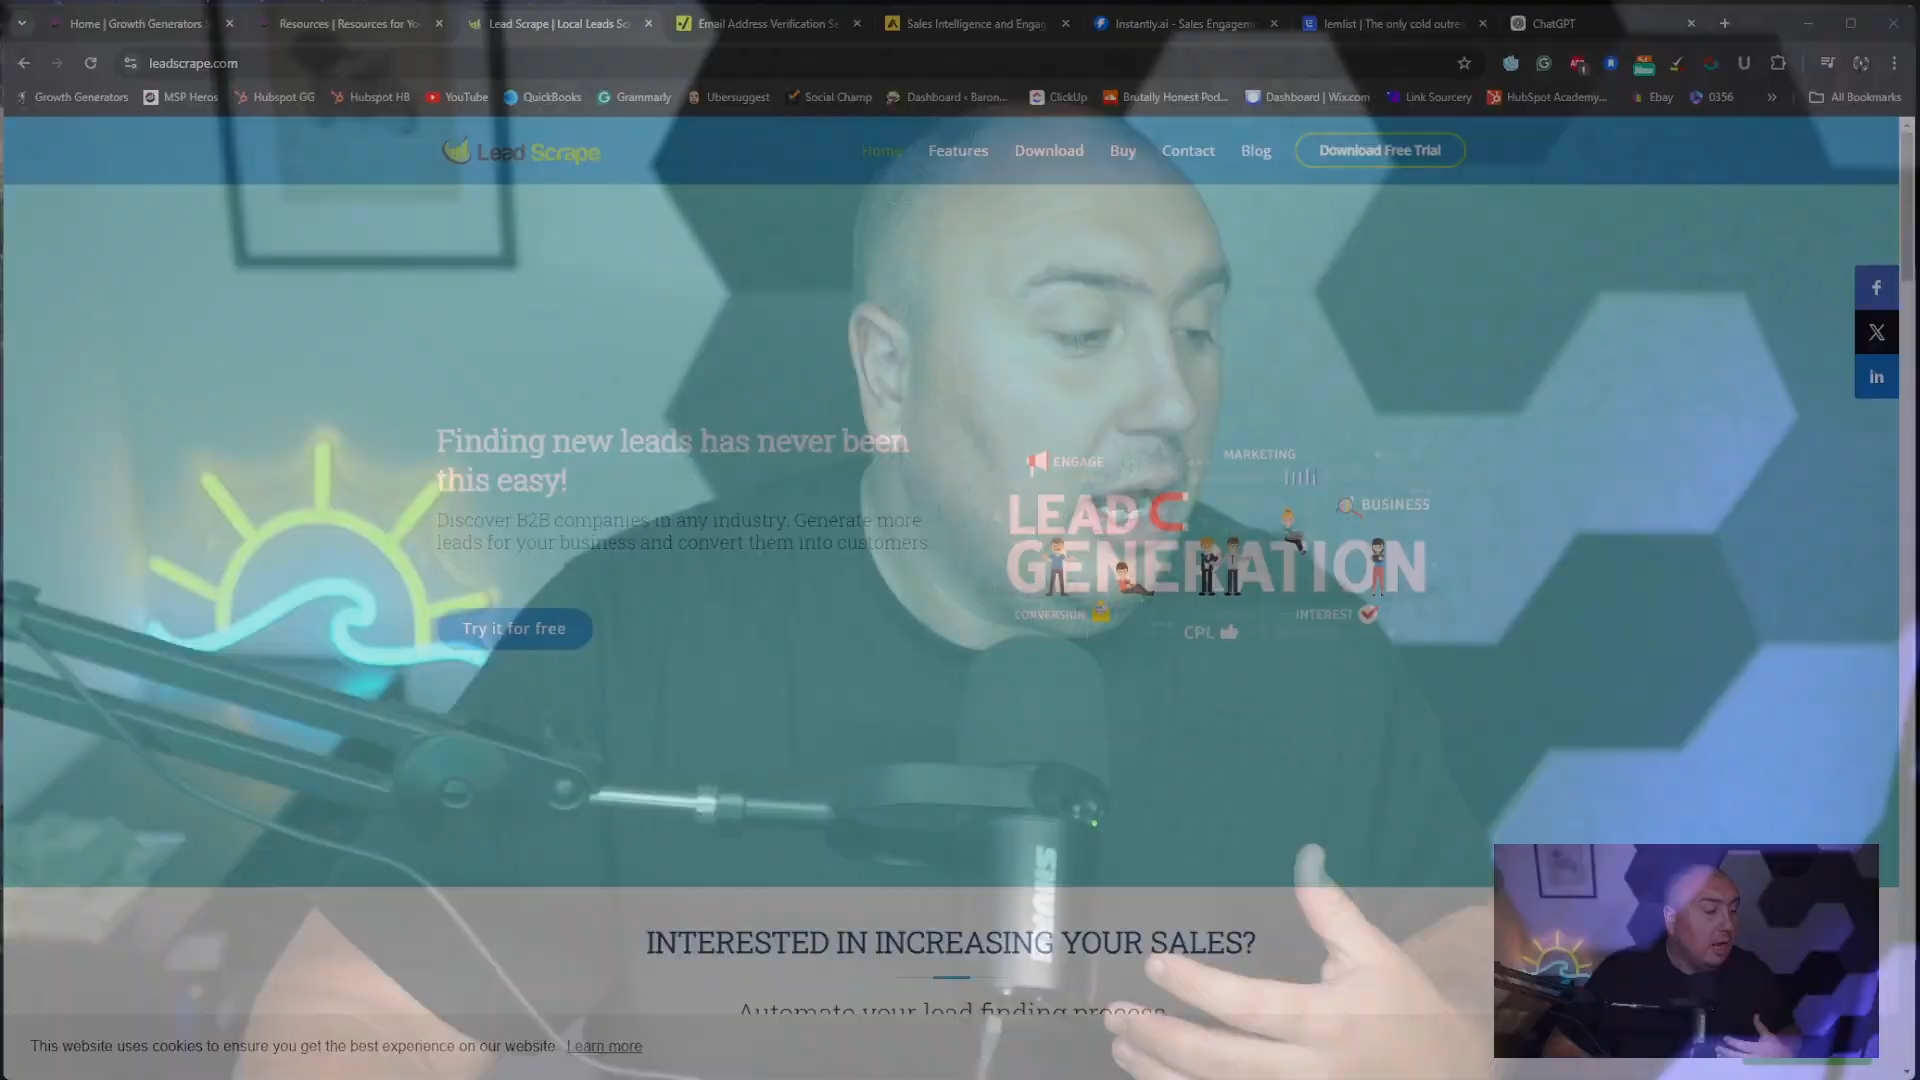 Home | Growth Generators
Resources | Resources for Yo
Lead Scrape | Local Leads Sc
Email Address Verification Se
Sales Intelligence and Engag
Instantly.ai - Sales Engagem
lemlist | The only cold outre
ChatGPT
leadscrape.com
Growth Generators
MSP Heros
Hubspot GG
Hubspot HB
YouTube
QuickBooks
Grammarly
Ubersuggest
Social Champ
Dashboard ‹ Baron...
ClickUp
Brutally Honest Pod...
Dashboard | Wix.com
Link Sourcery
HubSpot Academy...
Ebay
0356
»
All Bookmarks
Lead Scrape
Home
Features
Download
Buy
Contact
Blog
Download Free Trial
Finding new leads has never been
this easy!
Discover B2B companies in any industry. Generate more
leads for your business and convert them into customers
Try it for free
ENGAGE
MARKETING
BUSINESS
LEAD
GENERATION
CONVERSION
INTEREST
CPL
SHURE
INTERESTED IN INCREASING YOUR SALES?
Automate your lead finding process
This website uses cookies to ensure you get the best experience on our website. Learn more